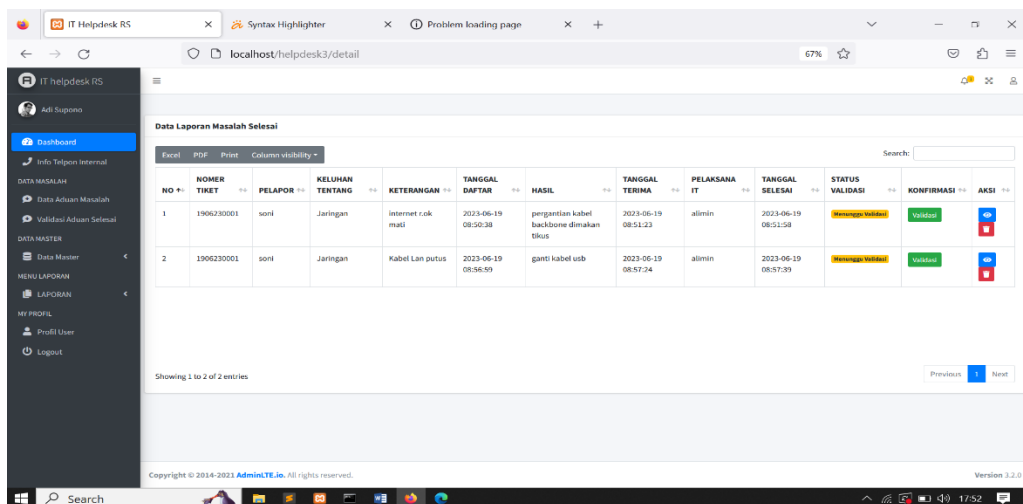 IT Helpdesk RS
Syntax Highlighter
Problem loading page
localhost/helpdesk3/detail
67%
IT helpdesk RS
Adi Supono
Dashboard
Info Telpon Internal
DATA MASALAH
Data Aduan Masalah
Validasi Aduan Selesai
DATA MASTER
Data Master
MENU LAPORAN
LAPORAN
MY PROFIL
Profil User
Logout
Data Laporan Masalah Selesai
Excel PDF Print Column visibility
Search:
NO NOMER TIKET PELAPOR KELUHAN TENTANG KETERANGAN TANGGAL DAFTAR HASIL TANGGAL TERIMA PELAKSANA IT TANGGAL SELESAI STATUS VALIDASI KONFIRMASI AKSI
1 1906230001 soni Jaringan internet r.ok mati 2023-06-19 08:50:38 pergantian kabel backbone dimakan tikus 2023-06-19 08:51:23 alimin 2023-06-19 08:51:58 Menunggu Validasi Validasi
2 1906230001 soni Jaringan Kabel Lan putus 2023-06-19 08:56:59 ganti kabel usb 2023-06-19 08:57:24 alimin 2023-06-19 08:57:39 Menunggu Validasi Validasi
Showing 1 to 2 of 2 entries
Previous 1 Next
Copyright © 2014-2021 AdminLTE.io. All rights reserved.
Version 3.2.0
Search
17:52